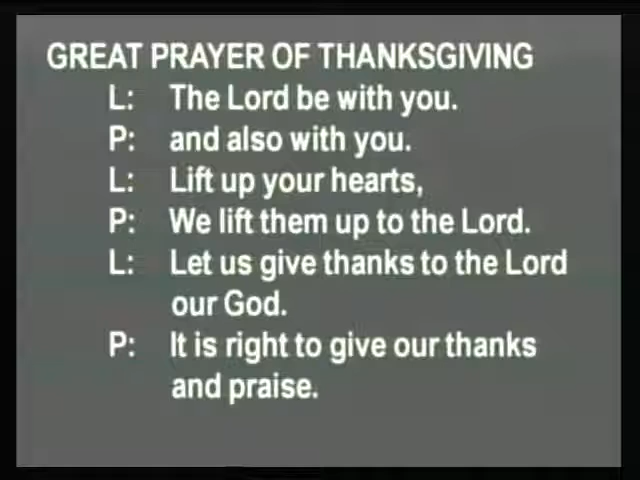 GREAT PRAYER OF THANKSGIVING
L: The Lord be with you.
P: and also with you.
L: Lift up your hearts,
P: We lift them up to the Lord.
L: Let us give thanks to the Lord
our God.
P: It is right to give our thanks
and praise.